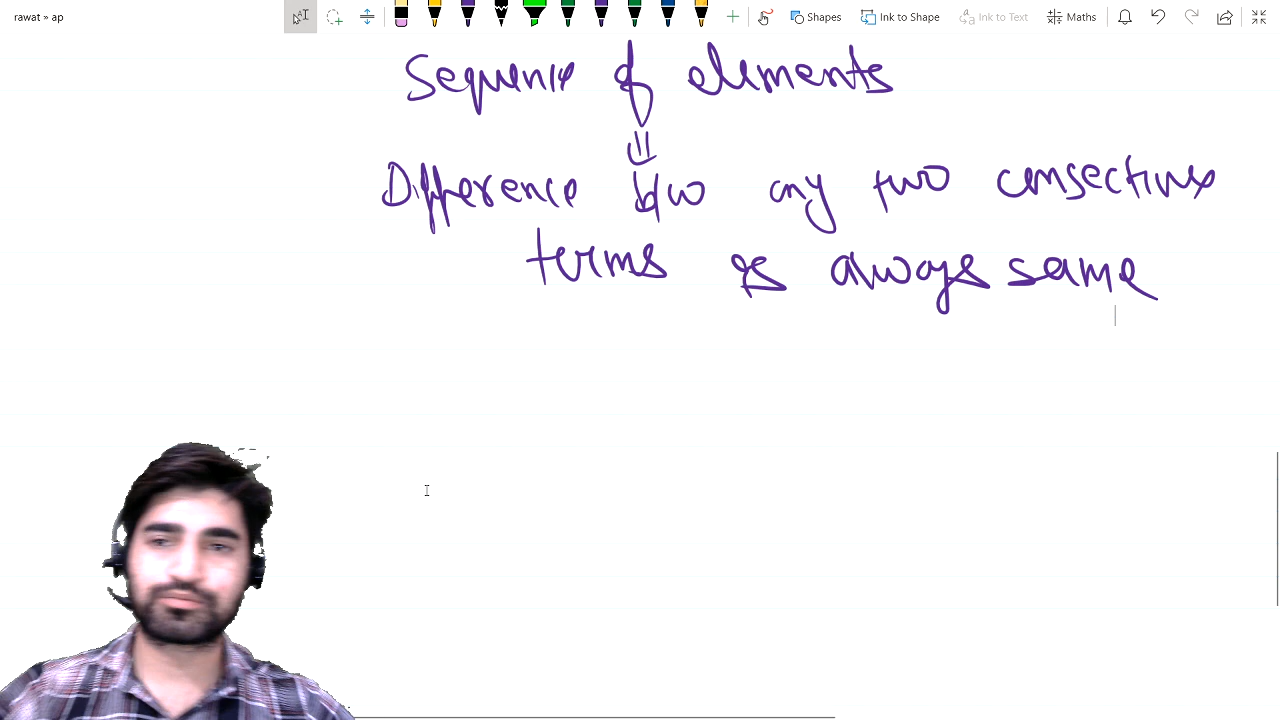 rawat » ap
Shapes
Ink to Shape
Ink to Text
Maths
Sequence of elements
Difference b/w any two consective
terms is always same